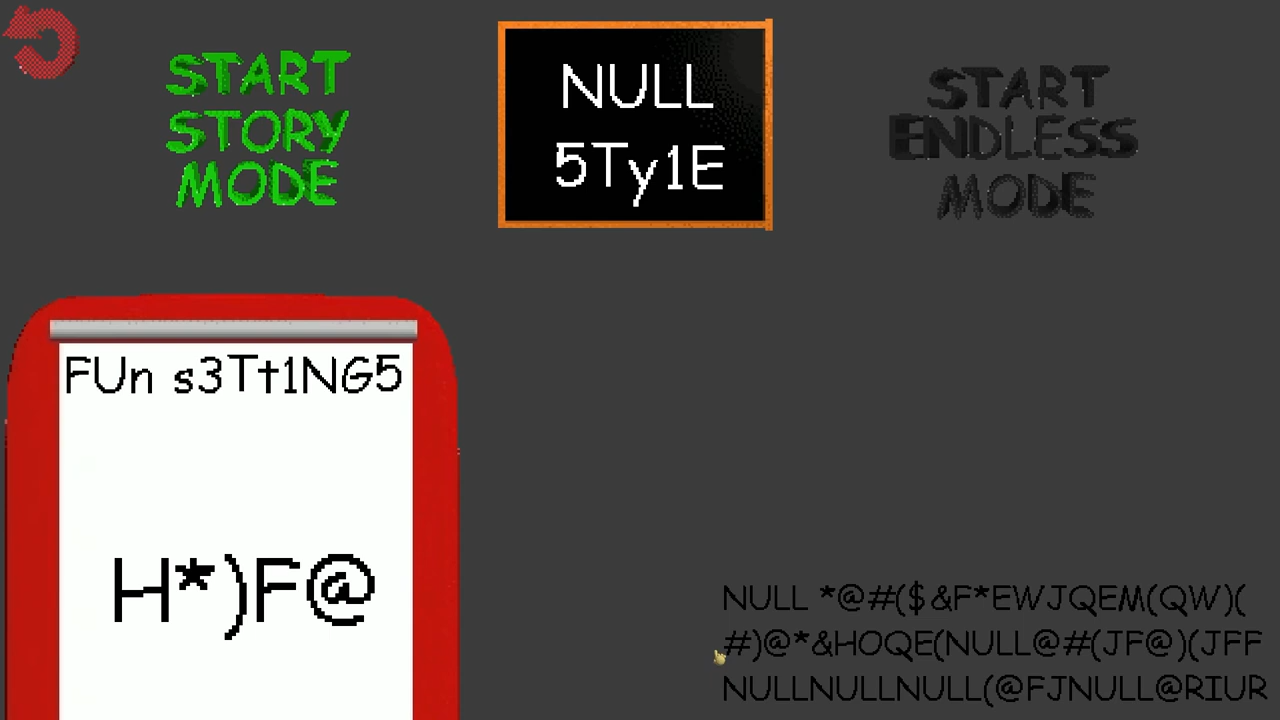 START
STORY
MODE
NULL
5Ty1E
START
ENDLESS
MODE
FUn s3Tt1NG5
H*)F@
NULL *@#($&F*EWJQEM(QW)(
#)@*&HOQE(NULL@#(JF@)(JFF
NULLNULLNULL(@FJNULL@RIUR